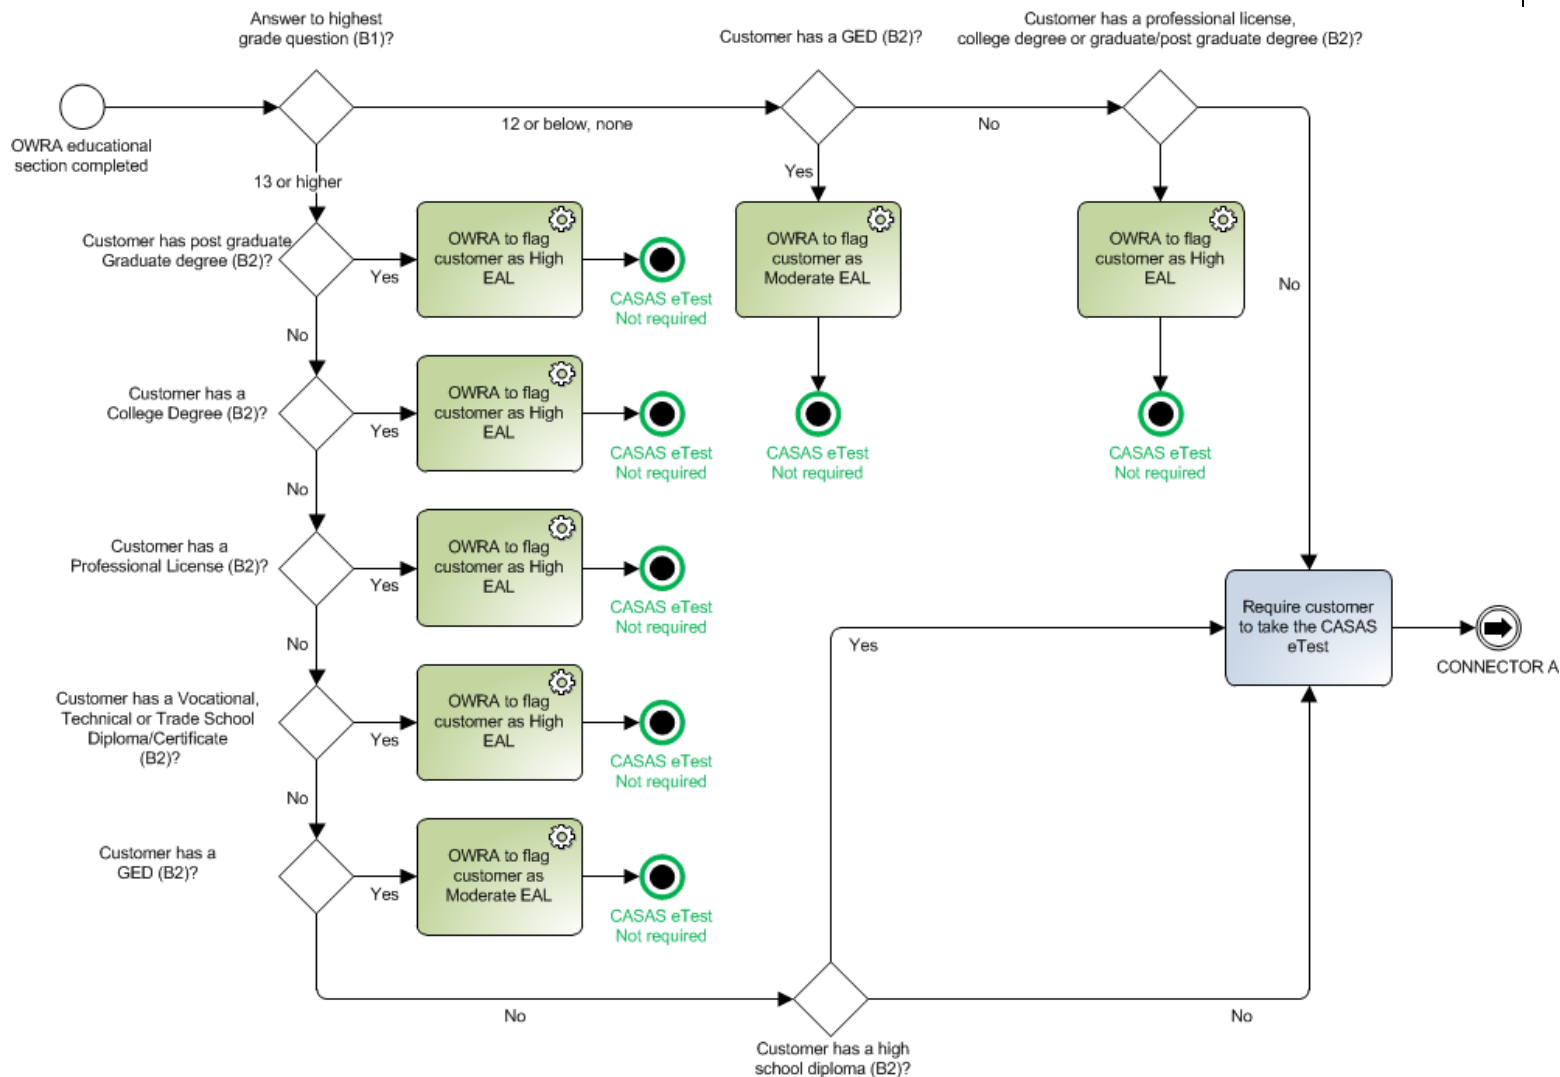 Answer to highest
grade question (B1)?
Customer has a GED (B2)?
Customer has a professional license,
college degree or graduate/post graduate degree (B2)?
OWRA educational
section completed
12 or below, none
No
13 or higher
Yes
Customer has post graduate
Graduate degree (B2)?
Yes
OWRA to flag
customer as High
EAL
CASAS eTest
Not required
OWRA to flag
customer as
Moderate EAL
CASAS eTest
Not required
OWRA to flag
customer as High
EAL
CASAS eTest
Not required
No
No
Customer has a
College Degree (B2)?
Yes
OWRA to flag
customer as High
EAL
CASAS eTest
Not required
No
Customer has a
Professional License (B2)?
Yes
OWRA to flag
customer as High
EAL
CASAS eTest
Not required
No
Customer has a Vocational,
Technical or Trade School
Diploma/Certificate
(B2)?
Yes
OWRA to flag
customer as High
EAL
CASAS eTest
Not required
No
Customer has a
GED (B2)?
Yes
OWRA to flag
customer as
Moderate EAL
CASAS eTest
Not required
No
Customer has a high
school diploma (B2)?
Yes
No
Require customer
to take the CASAS
eTest
CONNECTOR A